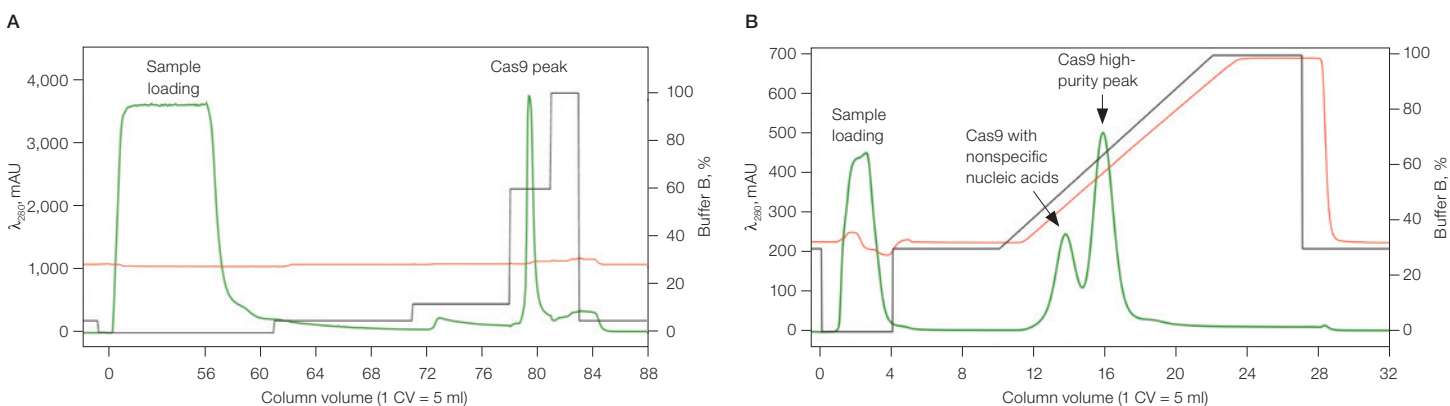 A
Sample
loading
Cas9 peak
4,000
3,000
2,000
1,000
0
λ280, mAU
100
80
60
40
20
10
0
Buffer B, %
0 56 60 64 68 72 76 80 84 88
Column volume (1 CV = 5 ml)
B
Cas9 high-
purity peak
Sample
loading
Cas9 with
nonspecific
nucleic acids
700
600
500
400
300
200
100
0
λ280, mAU
100
80
60
40
20
0
Buffer B, %
0 4 8 12 16 20 24 28 32
Column volume (1 CV = 5 ml)